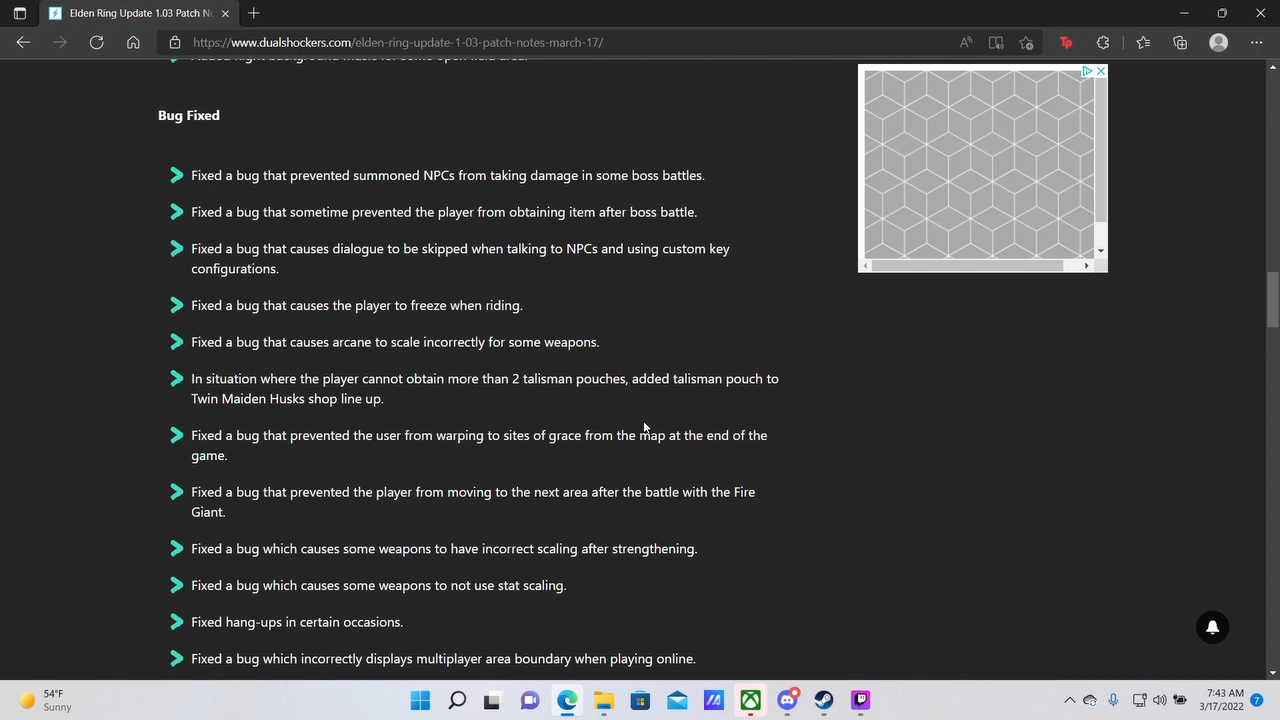 Elden Ring Update 1.03 Patch No
https://www.dualshockers.com/elden-ring-update-1-03-patch-notes-march-17/
Added night background music for some open field area.
Bug Fixed
Fixed a bug that prevented summoned NPCs from taking damage in some boss battles.
Fixed a bug that sometime prevented the player from obtaining item after boss battle.
Fixed a bug that causes dialogue to be skipped when talking to NPCs and using custom key
configurations.
Fixed a bug that causes the player to freeze when riding.
Fixed a bug that causes arcane to scale incorrectly for some weapons.
In situation where the player cannot obtain more than 2 talisman pouches, added talisman pouch to
Twin Maiden Husks shop line up.
Fixed a bug that prevented the user from warping to sites of grace from the map at the end of the
game.
Fixed a bug that prevented the player from moving to the next area after the battle with the Fire
Giant.
Fixed a bug which causes some weapons to have incorrect scaling after strengthening.
Fixed a bug which causes some weapons to not use stat scaling.
Fixed hang-ups in certain occasions.
Fixed a bug which incorrectly displays multiplayer area boundary when playing online.
54°F
Sunny
7:43 AM
3/17/2022
7